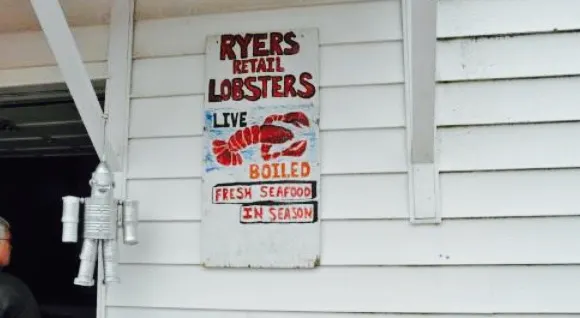 RYERS
RETAIL
LOBSTERS
LIVE
BOILED
FRESH SEAFOOD
IN SEASON